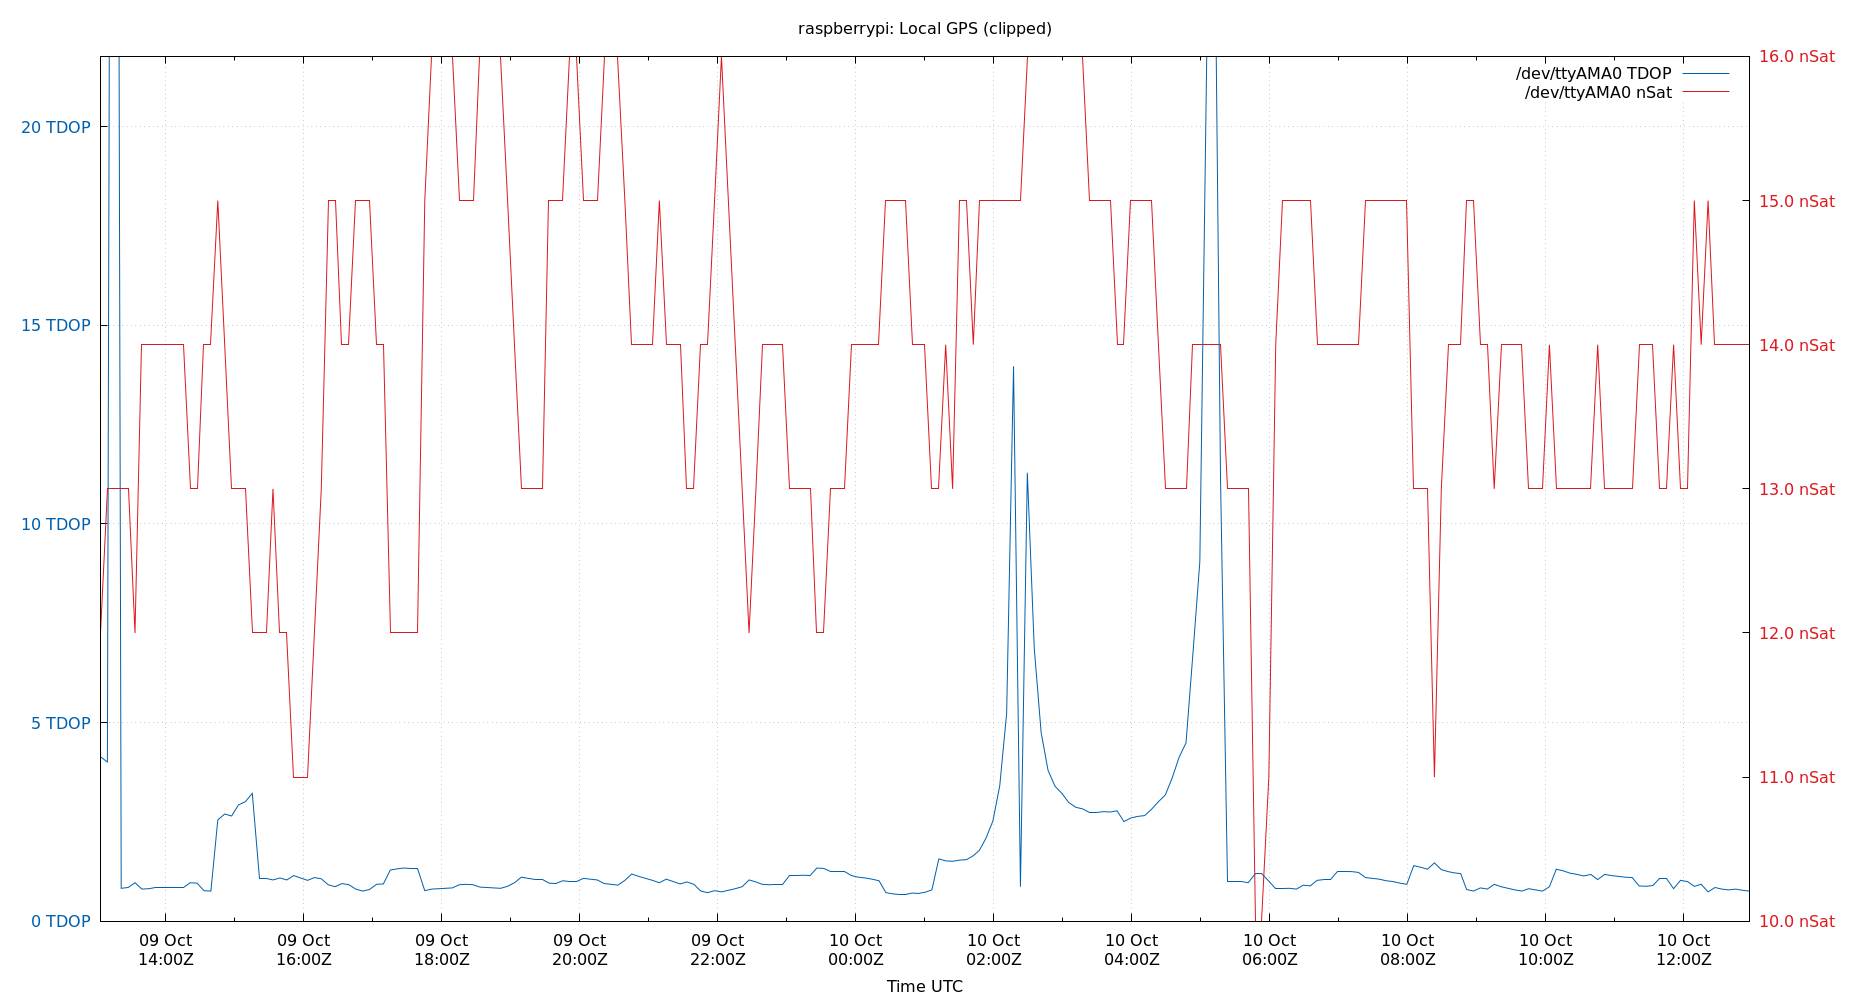 raspberrypi: Local GPS (clipped)
/dev/ttyAMA0 TDOP
/dev/ttyAMA0 nSat
20 TDOP
15 TDOP
10 TDOP
5 TDOP
0 TDOP
16.0 nSat
15.0 nSat
14.0 nSat
13.0 nSat
12.0 nSat
11.0 nSat
10.0 nSat
09 Oct
14:00Z
09 Oct
16:00Z
09 Oct
18:00Z
09 Oct
20:00Z
09 Oct
22:00Z
10 Oct
00:00Z
10 Oct
02:00Z
10 Oct
04:00Z
10 Oct
06:00Z
10 Oct
08:00Z
10 Oct
10:00Z
10 Oct
12:00Z
Time UTC